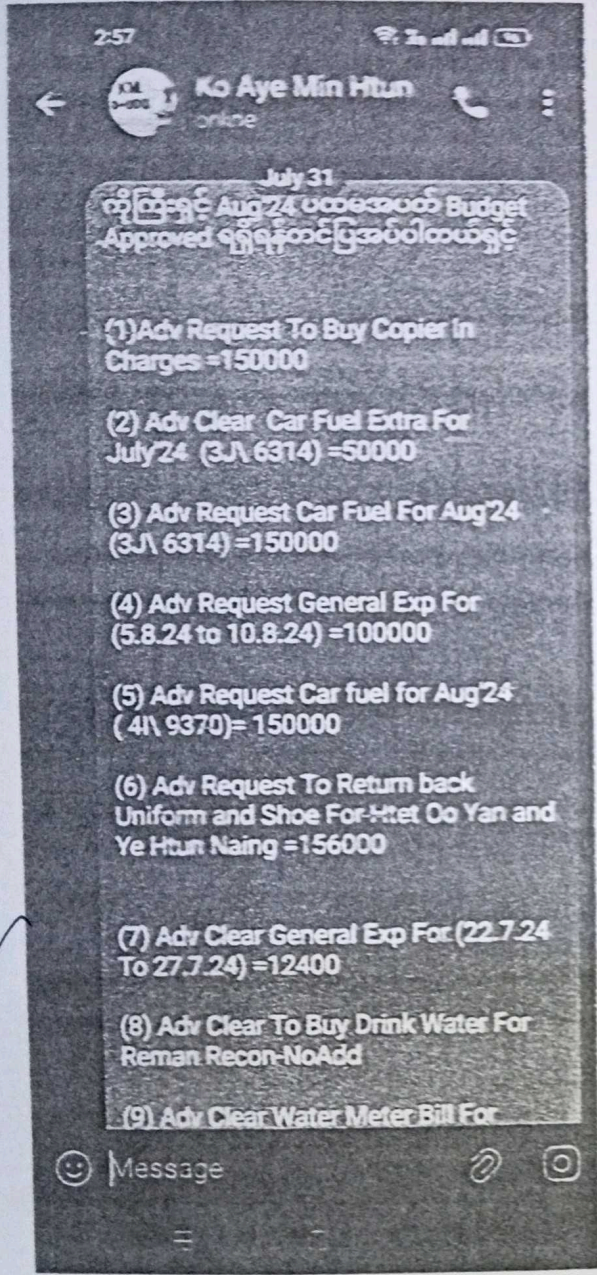 2:57
Ko Aye Min Htun
online
July 31
ကိုကြီးရှင့် Aug'24 ပထမအပတ် Budget
Approved ရရှိရန်တင်ပြအပ်ပါတယ်ရှင့်
(1)Adv Request To Buy Copier In
Charges =150000
(2) Adv Clear Car Fuel Extra For
July'24 (3J\ 6314) =50000
(3) Adv Request Car Fuel For Aug'24
(3J\ 6314) =150000
(4) Adv Request General Exp For
(5.8.24 to 10.8.24) =100000
(5) Adv Request Car fuel for Aug'24
( 4I\ 9370)= 150000
(6) Adv Request To Return back
Uniform and Shoe For-Htet Oo Yan and
Ye Htun Naing =156000
(7) Adv Clear General Exp For.(22.7.24
To 27.7.24) =12400
(8) Adv Clear To Buy Drink Water For
Reman Recon-NoAdd
(9) Adv Clear Water Meter Bill For
Message